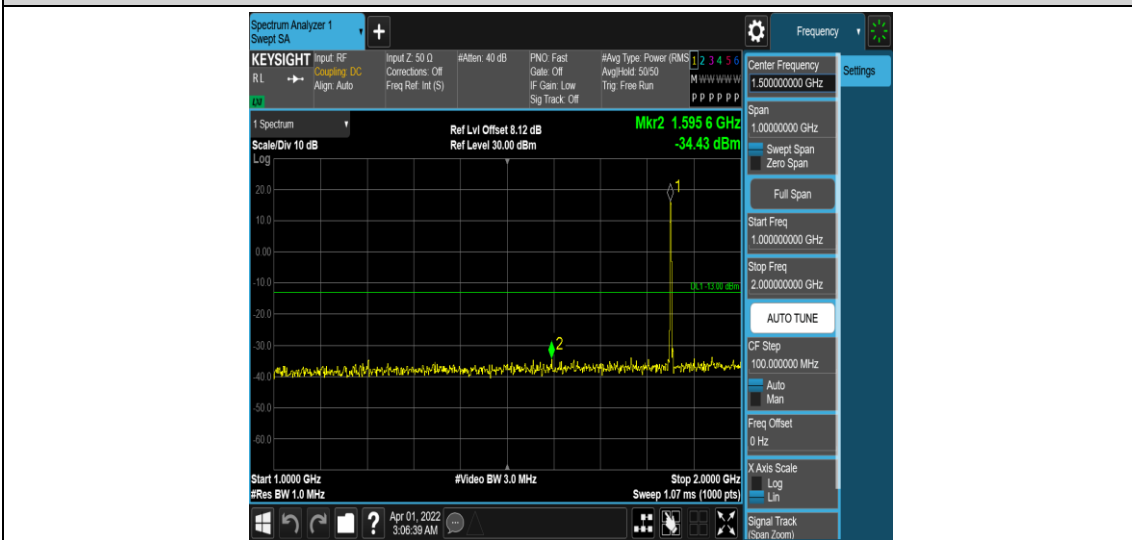 Spectrum Analyzer 1
Swept SA
+
Frequency
KEYSIGHT
RL
LXI
Input: RF
Coupling: DC
Align: Auto
Input Z: 50 Ω
Corrections: Off
Freq Ref: Int (S)
#Atten: 40 dB
PNO: Fast
Gate: Off
IF Gain: Low
Sig Track: Off
#Avg Type: Power (RMS
Avg|Hold: 50/50
Trig: Free Run
1 2 3 4 5 6
M W W W W W
P P P P P P
1 Spectrum
Scale/Div 10 dB
Log
Ref Lvl Offset 8.12 dB
Ref Level 30.00 dBm
Mkr2 1.595 6 GHz
-34.43 dBm
20.0
10.0
0.00
-10.0
-20.0
-30.0
-40.0
-50.0
-60.0
1
DL1 -13.00 dBm
2
Start 1.0000 GHz
#Res BW 1.0 MHz
#Video BW 3.0 MHz
Stop 2.0000 GHz
Sweep 1.07 ms (1000 pts)
Center Frequency
1.500000000 GHz
Settings
Span
1.00000000 GHz
Swept Span
Zero Span
Full Span
Start Freq
1.000000000 GHz
Stop Freq
2.000000000 GHz
AUTO TUNE
CF Step
100.000000 MHz
Auto
Man
Freq Offset
0 Hz
X Axis Scale
Log
Lin
Signal Track
(Span Zoom)
?
Apr 01, 2022
3:06:39 AM